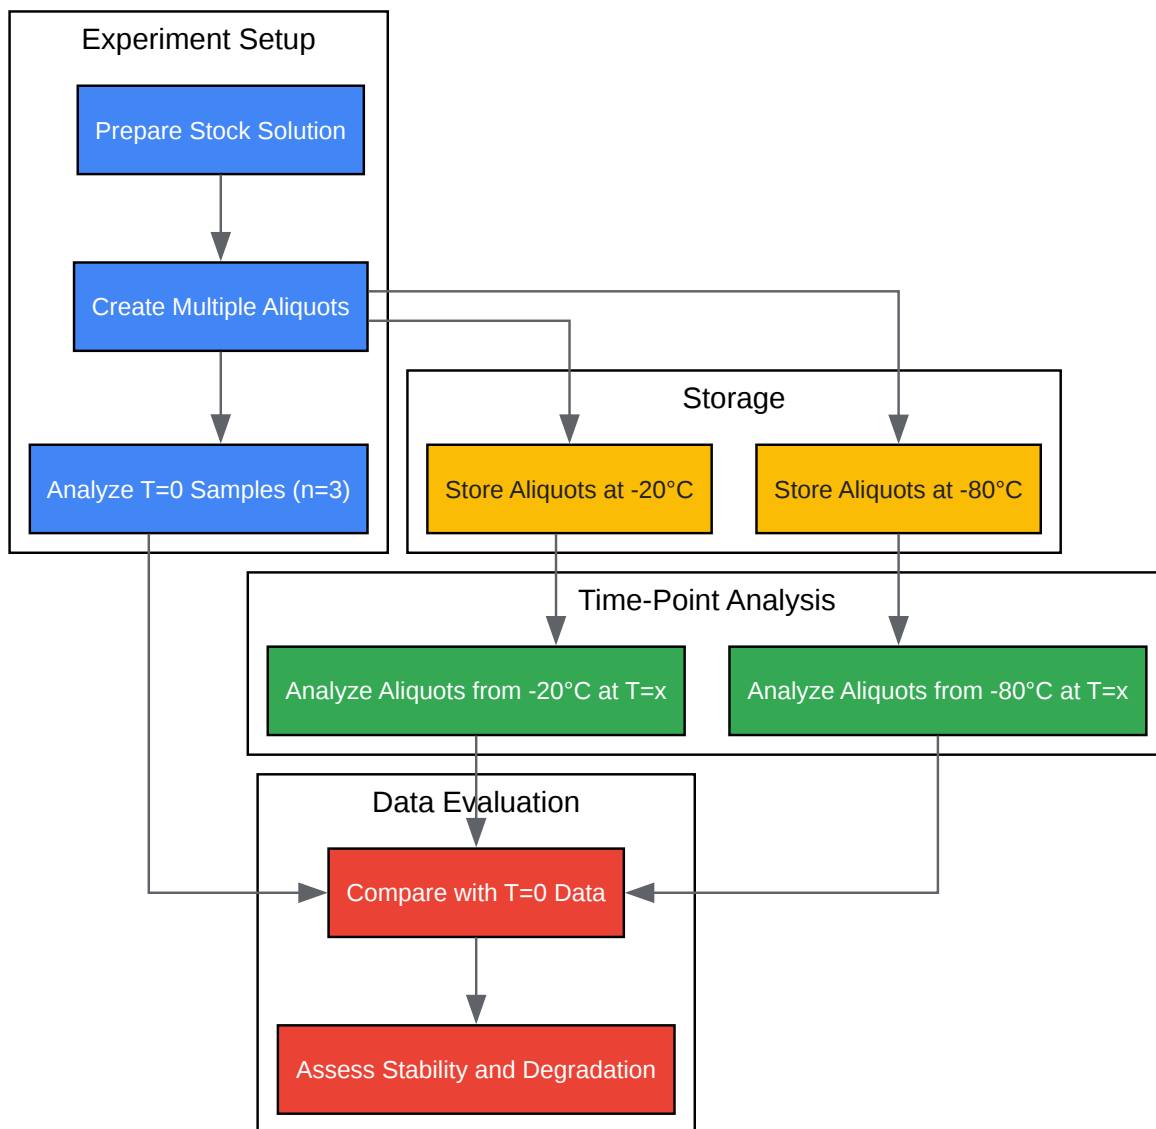 Experiment Setup
Prepare Stock Solution
Create Multiple Aliquots
Analyze T=0 Samples (n=3)
Storage
Store Aliquots at -20°C
Store Aliquots at -80°C
Time-Point Analysis
Analyze Aliquots from -20°C at T=x
Analyze Aliquots from -80°C at T=x
Data Evaluation
Compare with T=0 Data
Assess Stability and Degradation